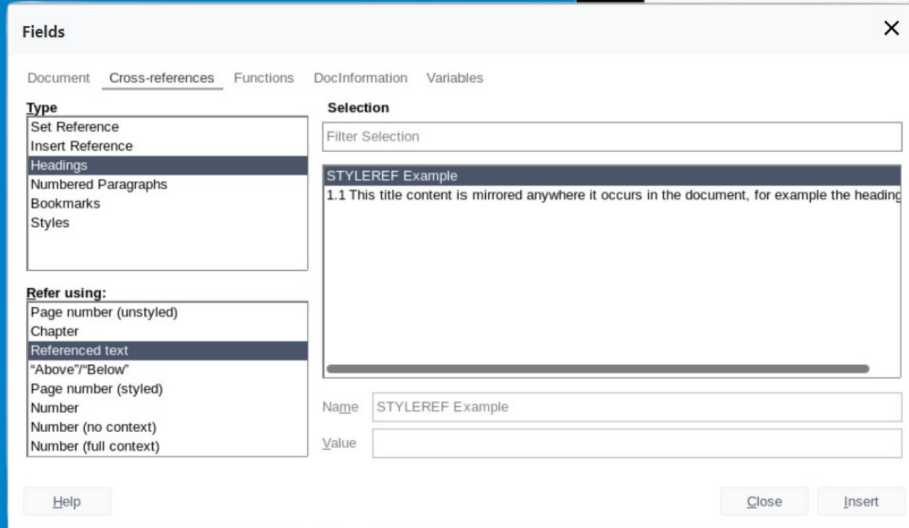 Fields
Document Cross-references Functions DocInformation Variables
Type
Set Reference
Insert Reference
Headings
Numbered Paragraphs
Bookmarks
Styles
Refer using:
Page number (unstyled)
Chapter
Referenced text
“Above”/“Below”
Page number (styled)
Number
Number (no context)
Number (full context)
Selection
Filter Selection
STYLEREF Example
1.1 This title content is mirrored anywhere it occurs in the document, for example the heading
Name STYLEREF Example
Value
Help Close Insert